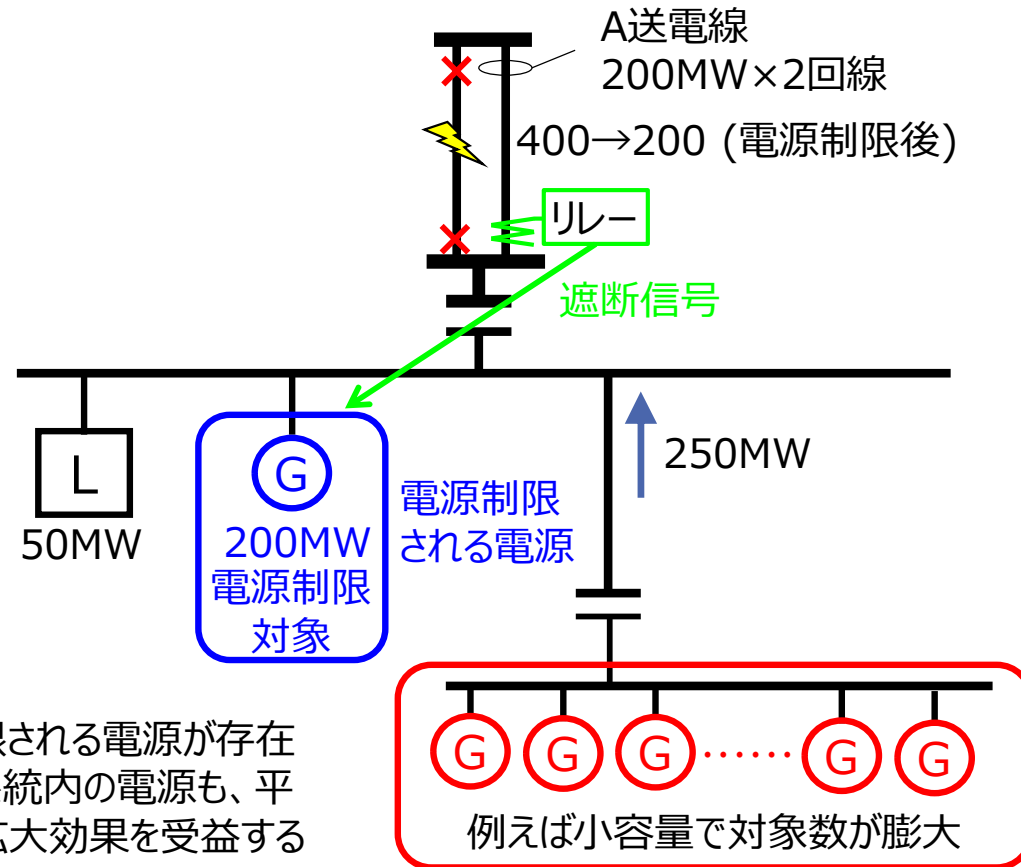 A送電線
200MW×2回線
400→200 (電源制限後)
リレー
遮断信号
250MW
L
50MW
G
200MW
電源制限
対象
電源制限
される電源
G G G ‥‥‥ G G
例えば小容量で対象数が膨大
限される電源が存在
系統内の電源も、平
拡大効果を受益する